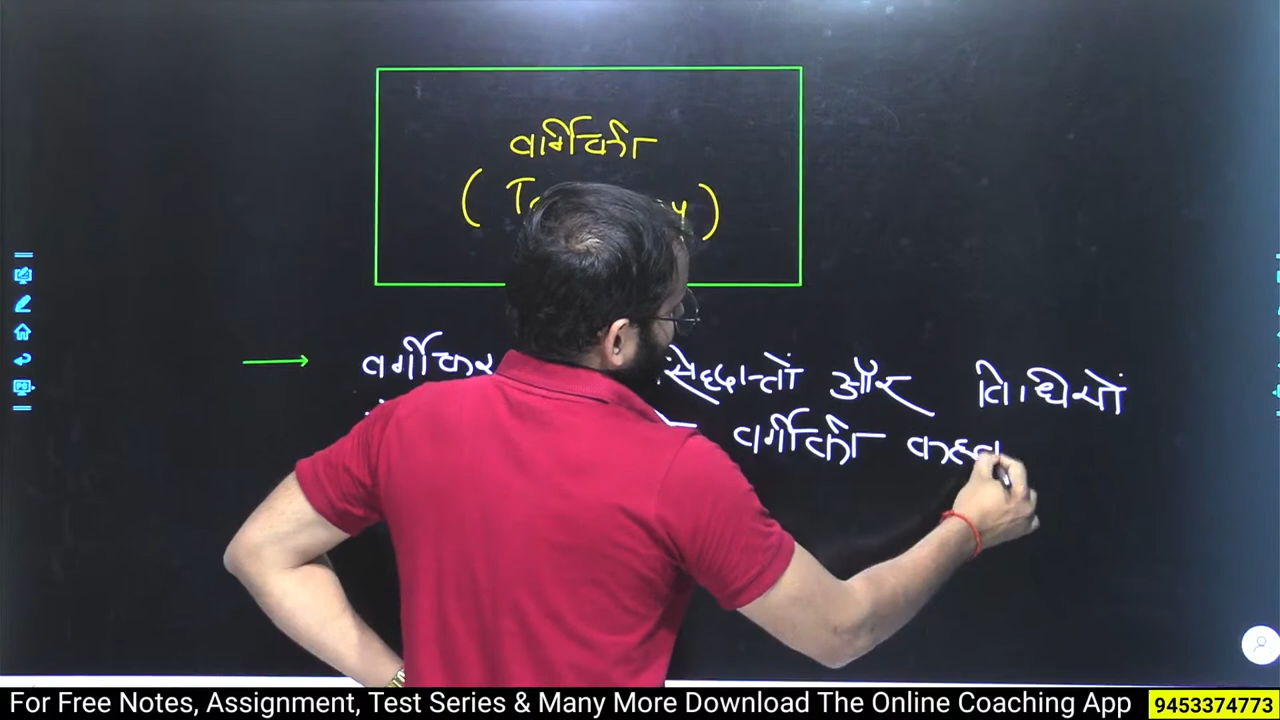 वर्गिकी
( T y )
→ वर्गीकर सिद्धान्तों और विधियों
वर्गीकी कहला
For Free Notes, Assignment, Test Series & Many More Download The Online Coaching App 9453374773